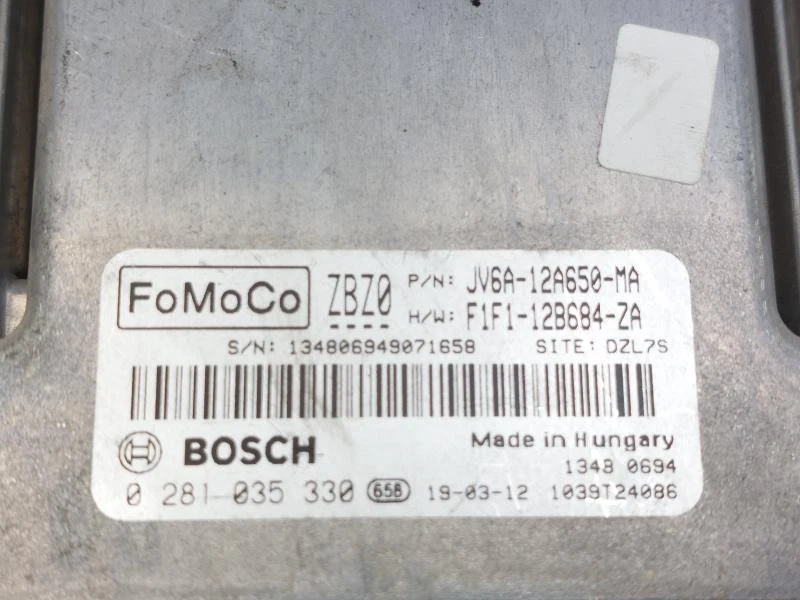 FoMoCo ZBZ0 P/N: JV6A-12A650-MA
H/W: F1F1-12B684-ZA
S/N: 134806949071658 SITE: DZL7S
BOSCH Made in Hungary
1348 0694
0 281 035 330 658 19-03-12 1039T24086